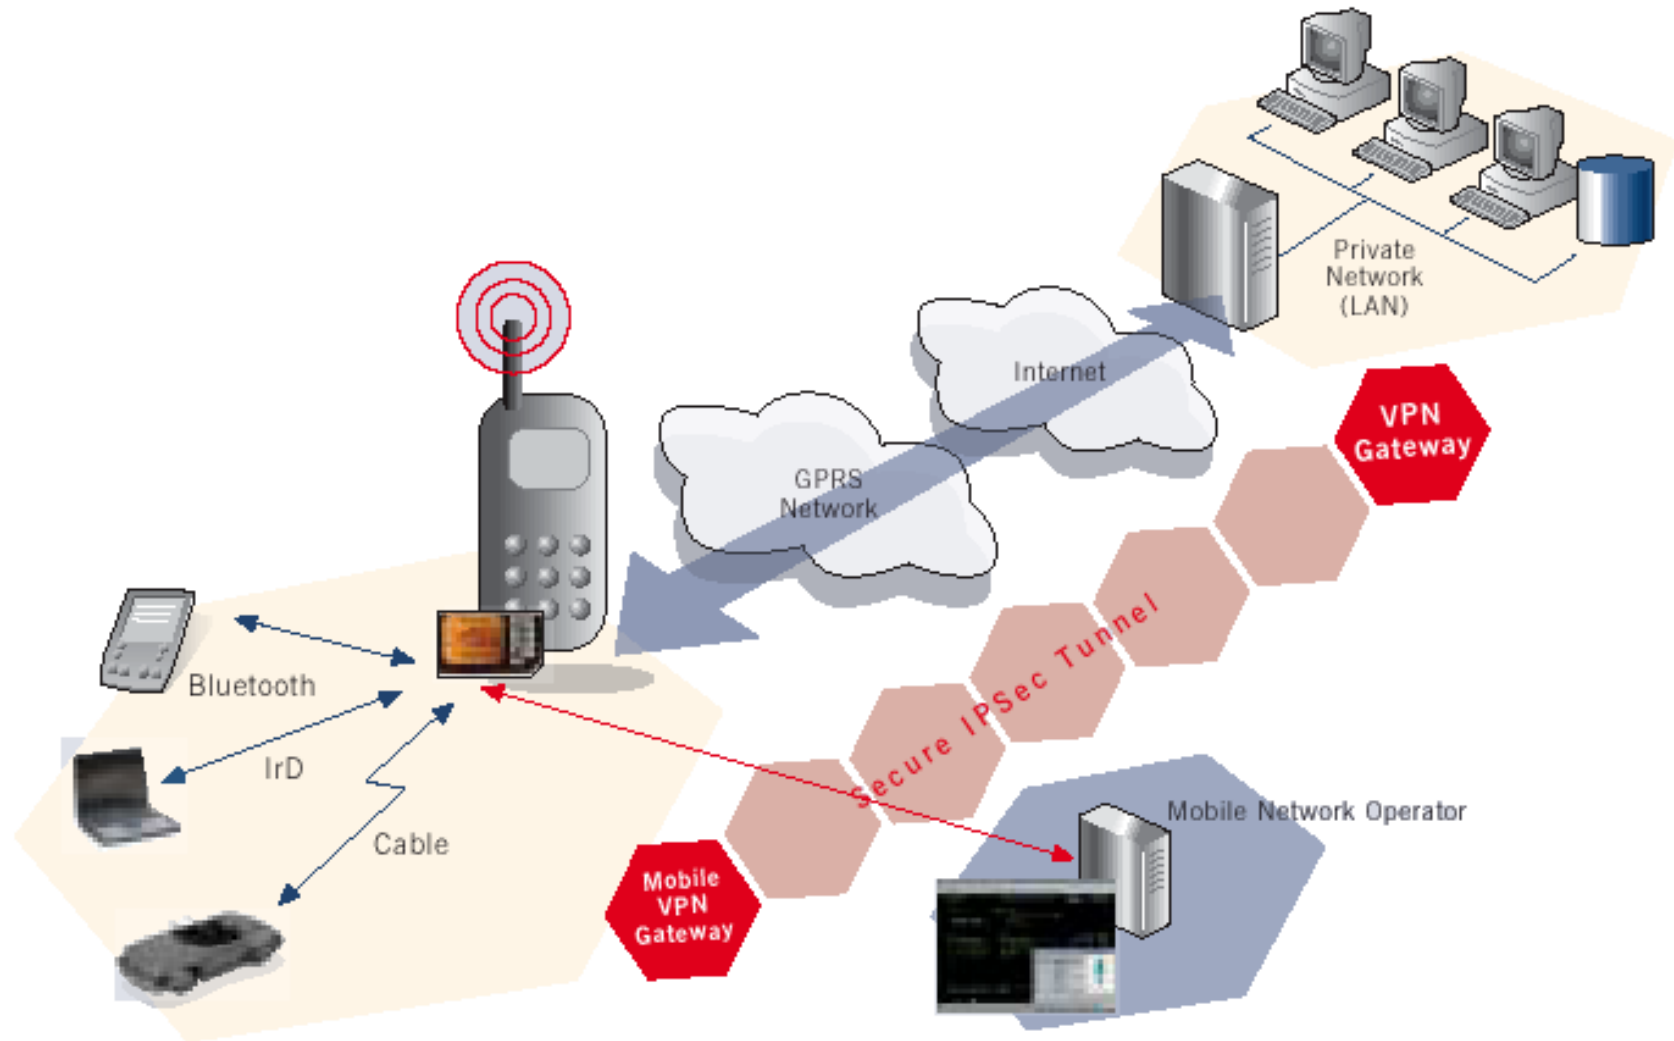 Private
Network
(LAN)
Internet
VPN
Gateway
GPRS
Network
Secure IPSec Tunnel
Bluetooth
IrD
Cable
Mobile Network Operator
Mobile
VPN
Gateway